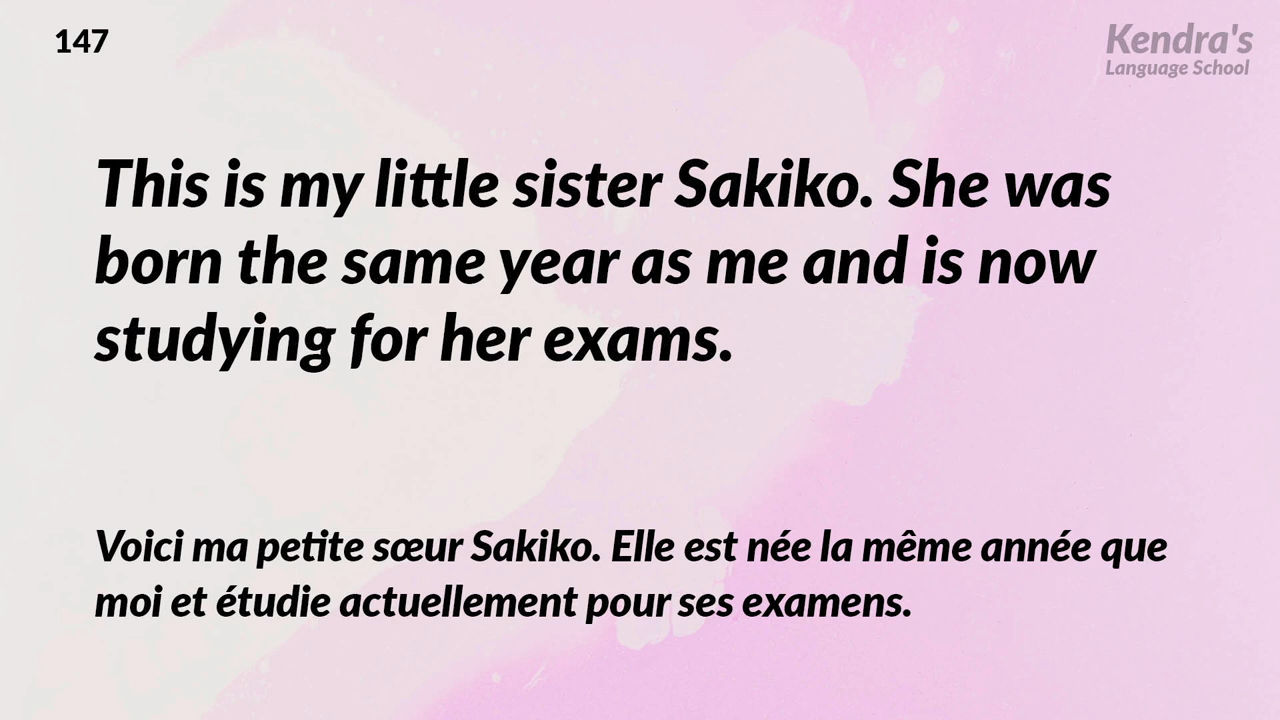 147
Kendra's
Language School
This is my little sister Sakiko. She was
born the same year as me and is now
studying for her exams.
Voici ma petite sœur Sakiko. Elle est née la même année que
moi et étudie actuellement pour ses examens.